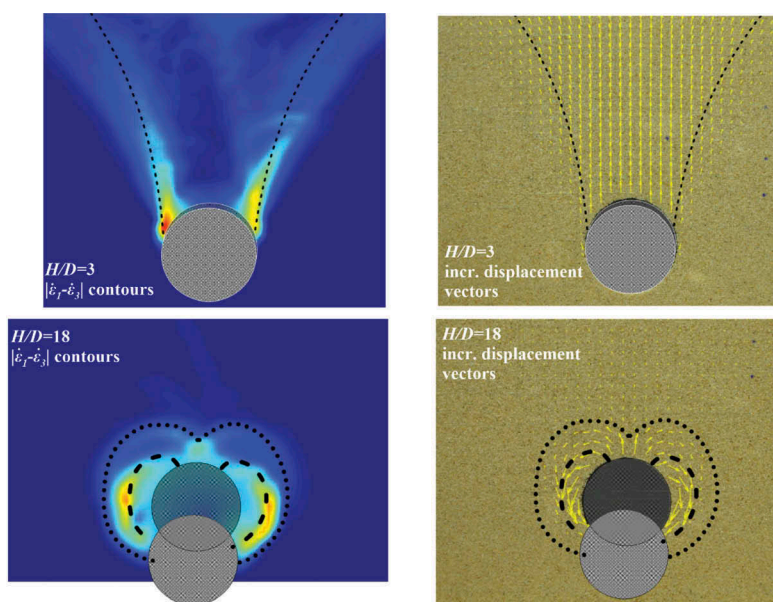 H/D=3
|ε̇₁-ε̇₃| contours
H/D=3
incr. displacement
vectors
H/D=18
|ε̇₁-ε̇₃| contours
H/D=18
incr. displacement
vectors